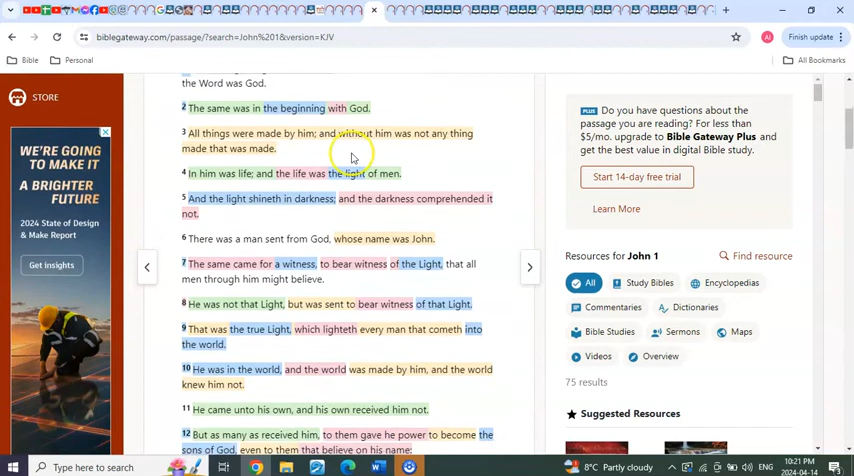 Finish update
biblegateway.com/passage/?search=John%201&version=KJV
AI
Bible
Personal
All Bookmarks
STORE
WE'RE GOING
TO MAKE IT
A BRIGHTER
FUTURE
2024 State of Design
& Make Report
Get insights
the Word was God.
2 The same was in the beginning with God.
3 All things were made by him; and without him was not any thing
made that was made.
4 In him was life; and the life was the light of men.
5 And the light shineth in darkness; and the darkness comprehended it
not.
6 There was a man sent from God, whose name was John.
7 The same came for a witness, to bear witness of the Light, that all
men through him might believe.
8 He was not that Light, but was sent to bear witness of that Light.
9 That was the true Light, which lighteth every man that cometh into
the world.
10 He was in the world, and the world was made by him, and the world
knew him not.
11 He came unto his own, and his own received him not.
12 But as many as received him, to them gave he power to become the
sons of God, even to them that believe on his name:
PLUS Do you have questions about the
passage you are reading? For less than
$5/mo. upgrade to Bible Gateway Plus and
get the best value in digital Bible study.
Start 14-day free trial
Learn More
Resources for John 1
Find resource
All
Study Bibles
Encyclopedias
Commentaries
Dictionaries
Bible Studies
Sermons
Maps
Videos
Overview
75 results
Suggested Resources
Type here to search
8°C Partly cloudy
ENG
10:21 PM
2024-04-14